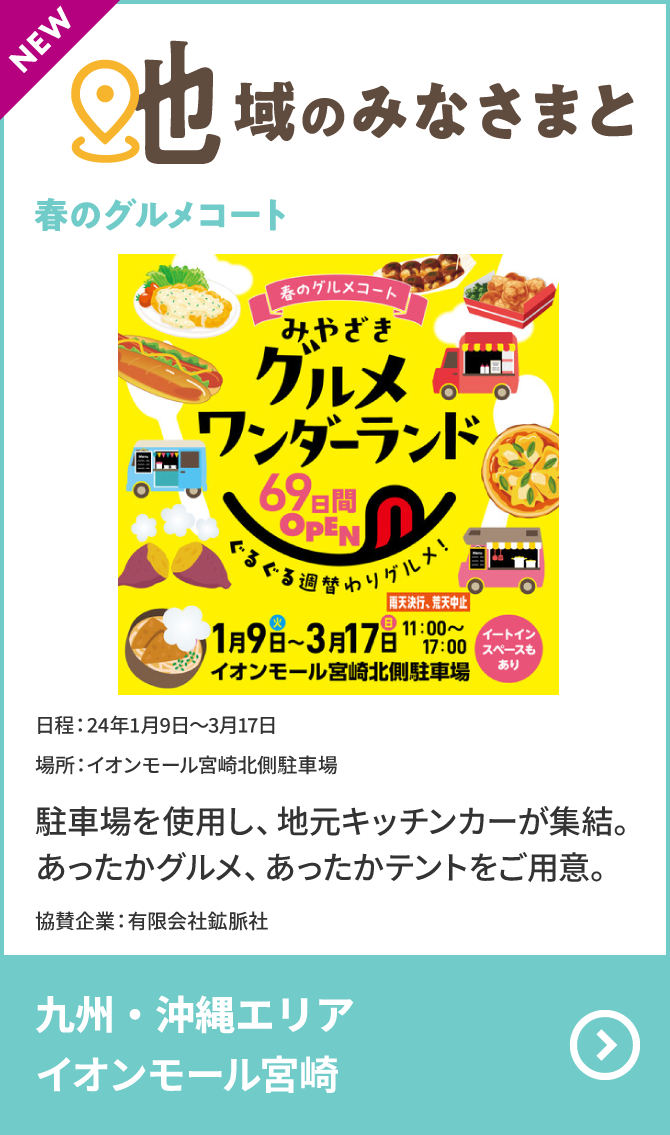 NEW
地域のみなさまと
春のグルメコート
春のグルメコート
みやざき
グルメ
ワンダーランド
69日間
OPEN
ぐるぐる週替わりグルメ！
雨天決行、荒天中止
1月9日火～3月17日日 11：00～
17：00
イオンモール宮崎北側駐車場
イートイン
スペースも
あり
日程：24年1月9日～3月17日
場所：イオンモール宮崎北側駐車場
駐車場を使用し、地元キッチンカーが集結。
あったかグルメ、あったかテントをご用意。
協賛企業：有限会社鉱脈社
九州・沖縄エリア
イオンモール宮崎